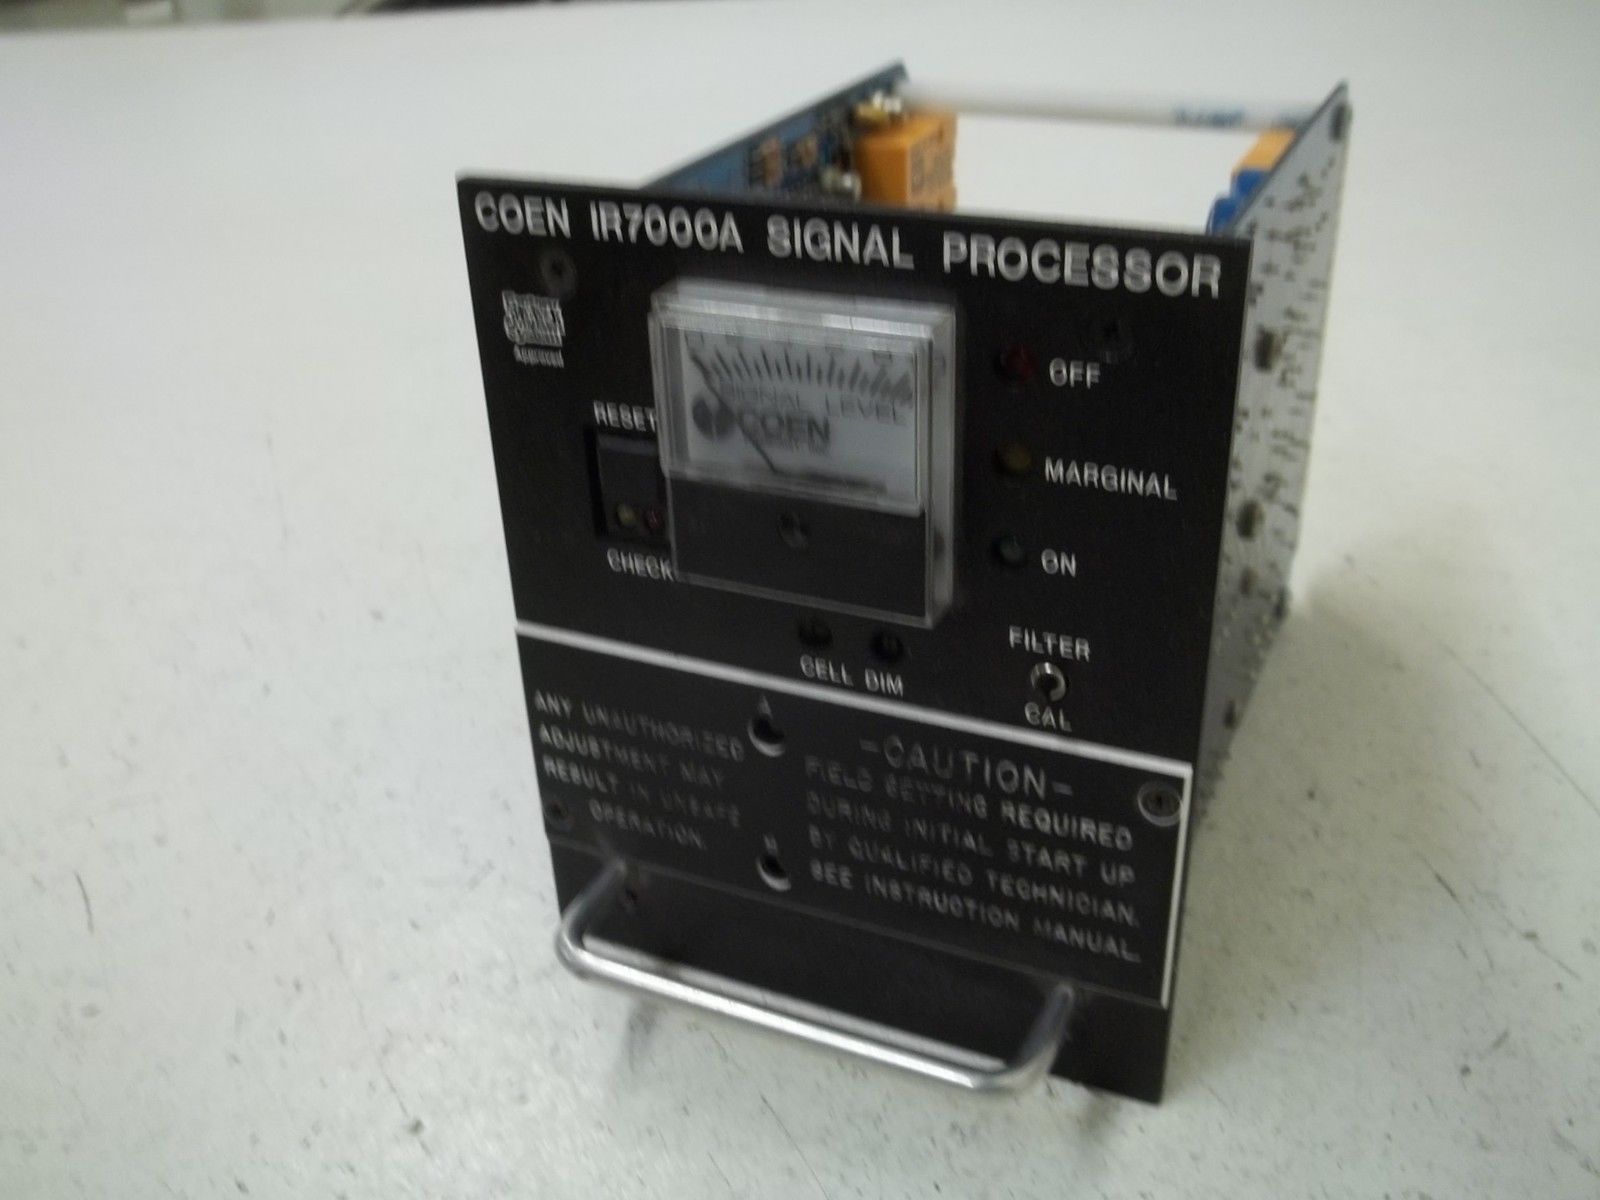 COEN IR7000A SIGNAL PROCESSOR
Approved
RESET
CHECK
SIGNAL LEVEL
COEN
OFF
MARGINAL
ON
CELL DIM
FILTER
CAL
ANY UNAUTHORIZED
ADJUSTMENT MAY
RESULT IN UNSAFE
OPERATION.
A
B
-CAUTION-
FIELD SETTING REQUIRED
DURING INITIAL START UP
BY QUALIFIED TECHNICIAN.
SEE INSTRUCTION MANUAL.